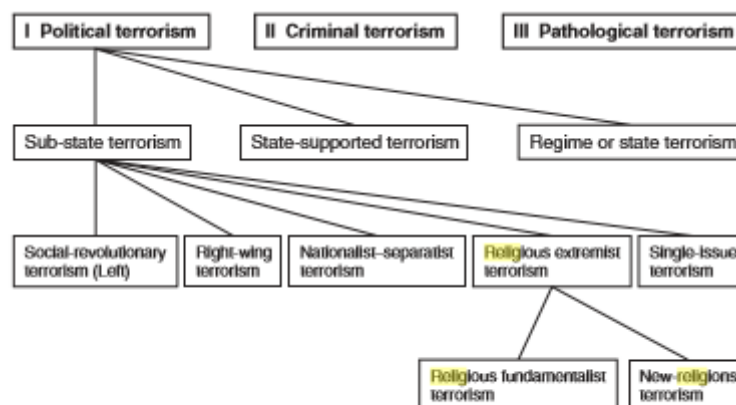 I Political terrorism
II Criminal terrorism
III Pathological terrorism
Sub-state terrorism
State-supported terrorism
Regime or state terrorism
Social-revolutionary
terrorism (Left)
Right-wing
terrorism
Nationalist–separatist
terrorism
Religious extremist
terrorism
Single-issue
terrorism
Religious fundamentalist
terrorism
New-religions
terrorism